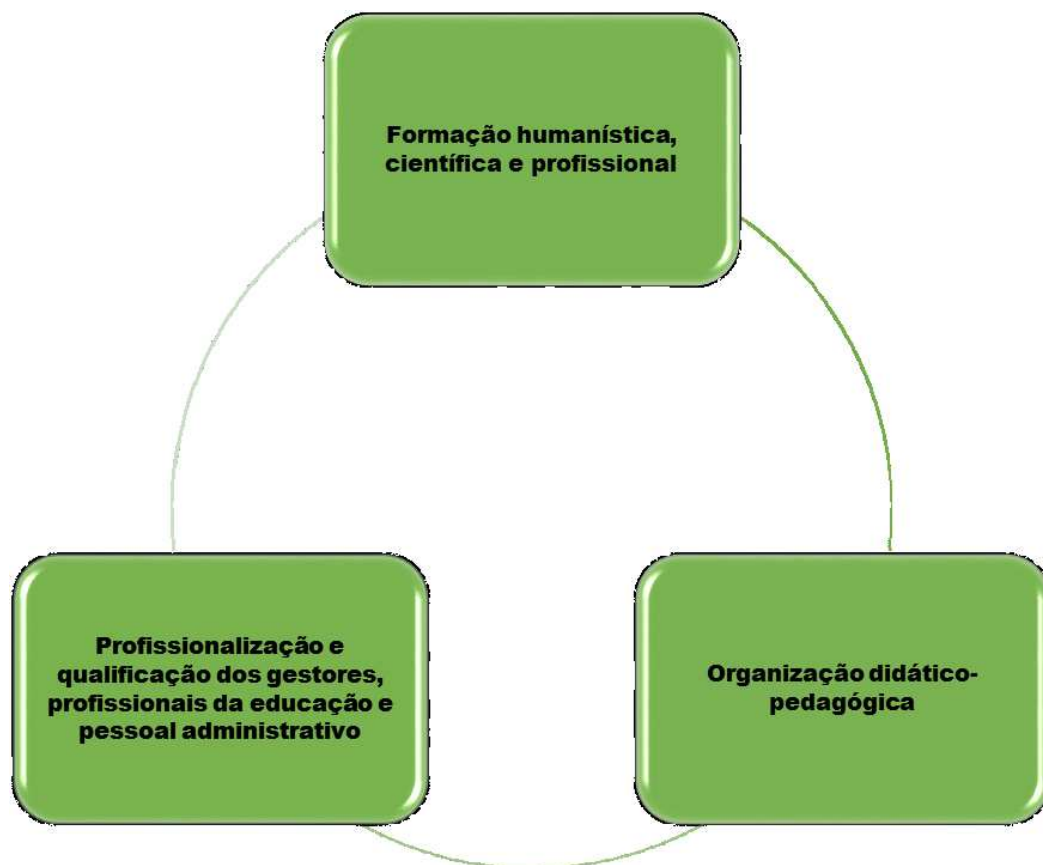 Formação humanística,
científica e profissional
Profissionalização e
qualificação dos gestores,
profissionais da educação e
pessoal administrativo
Organização didático-
pedagógica